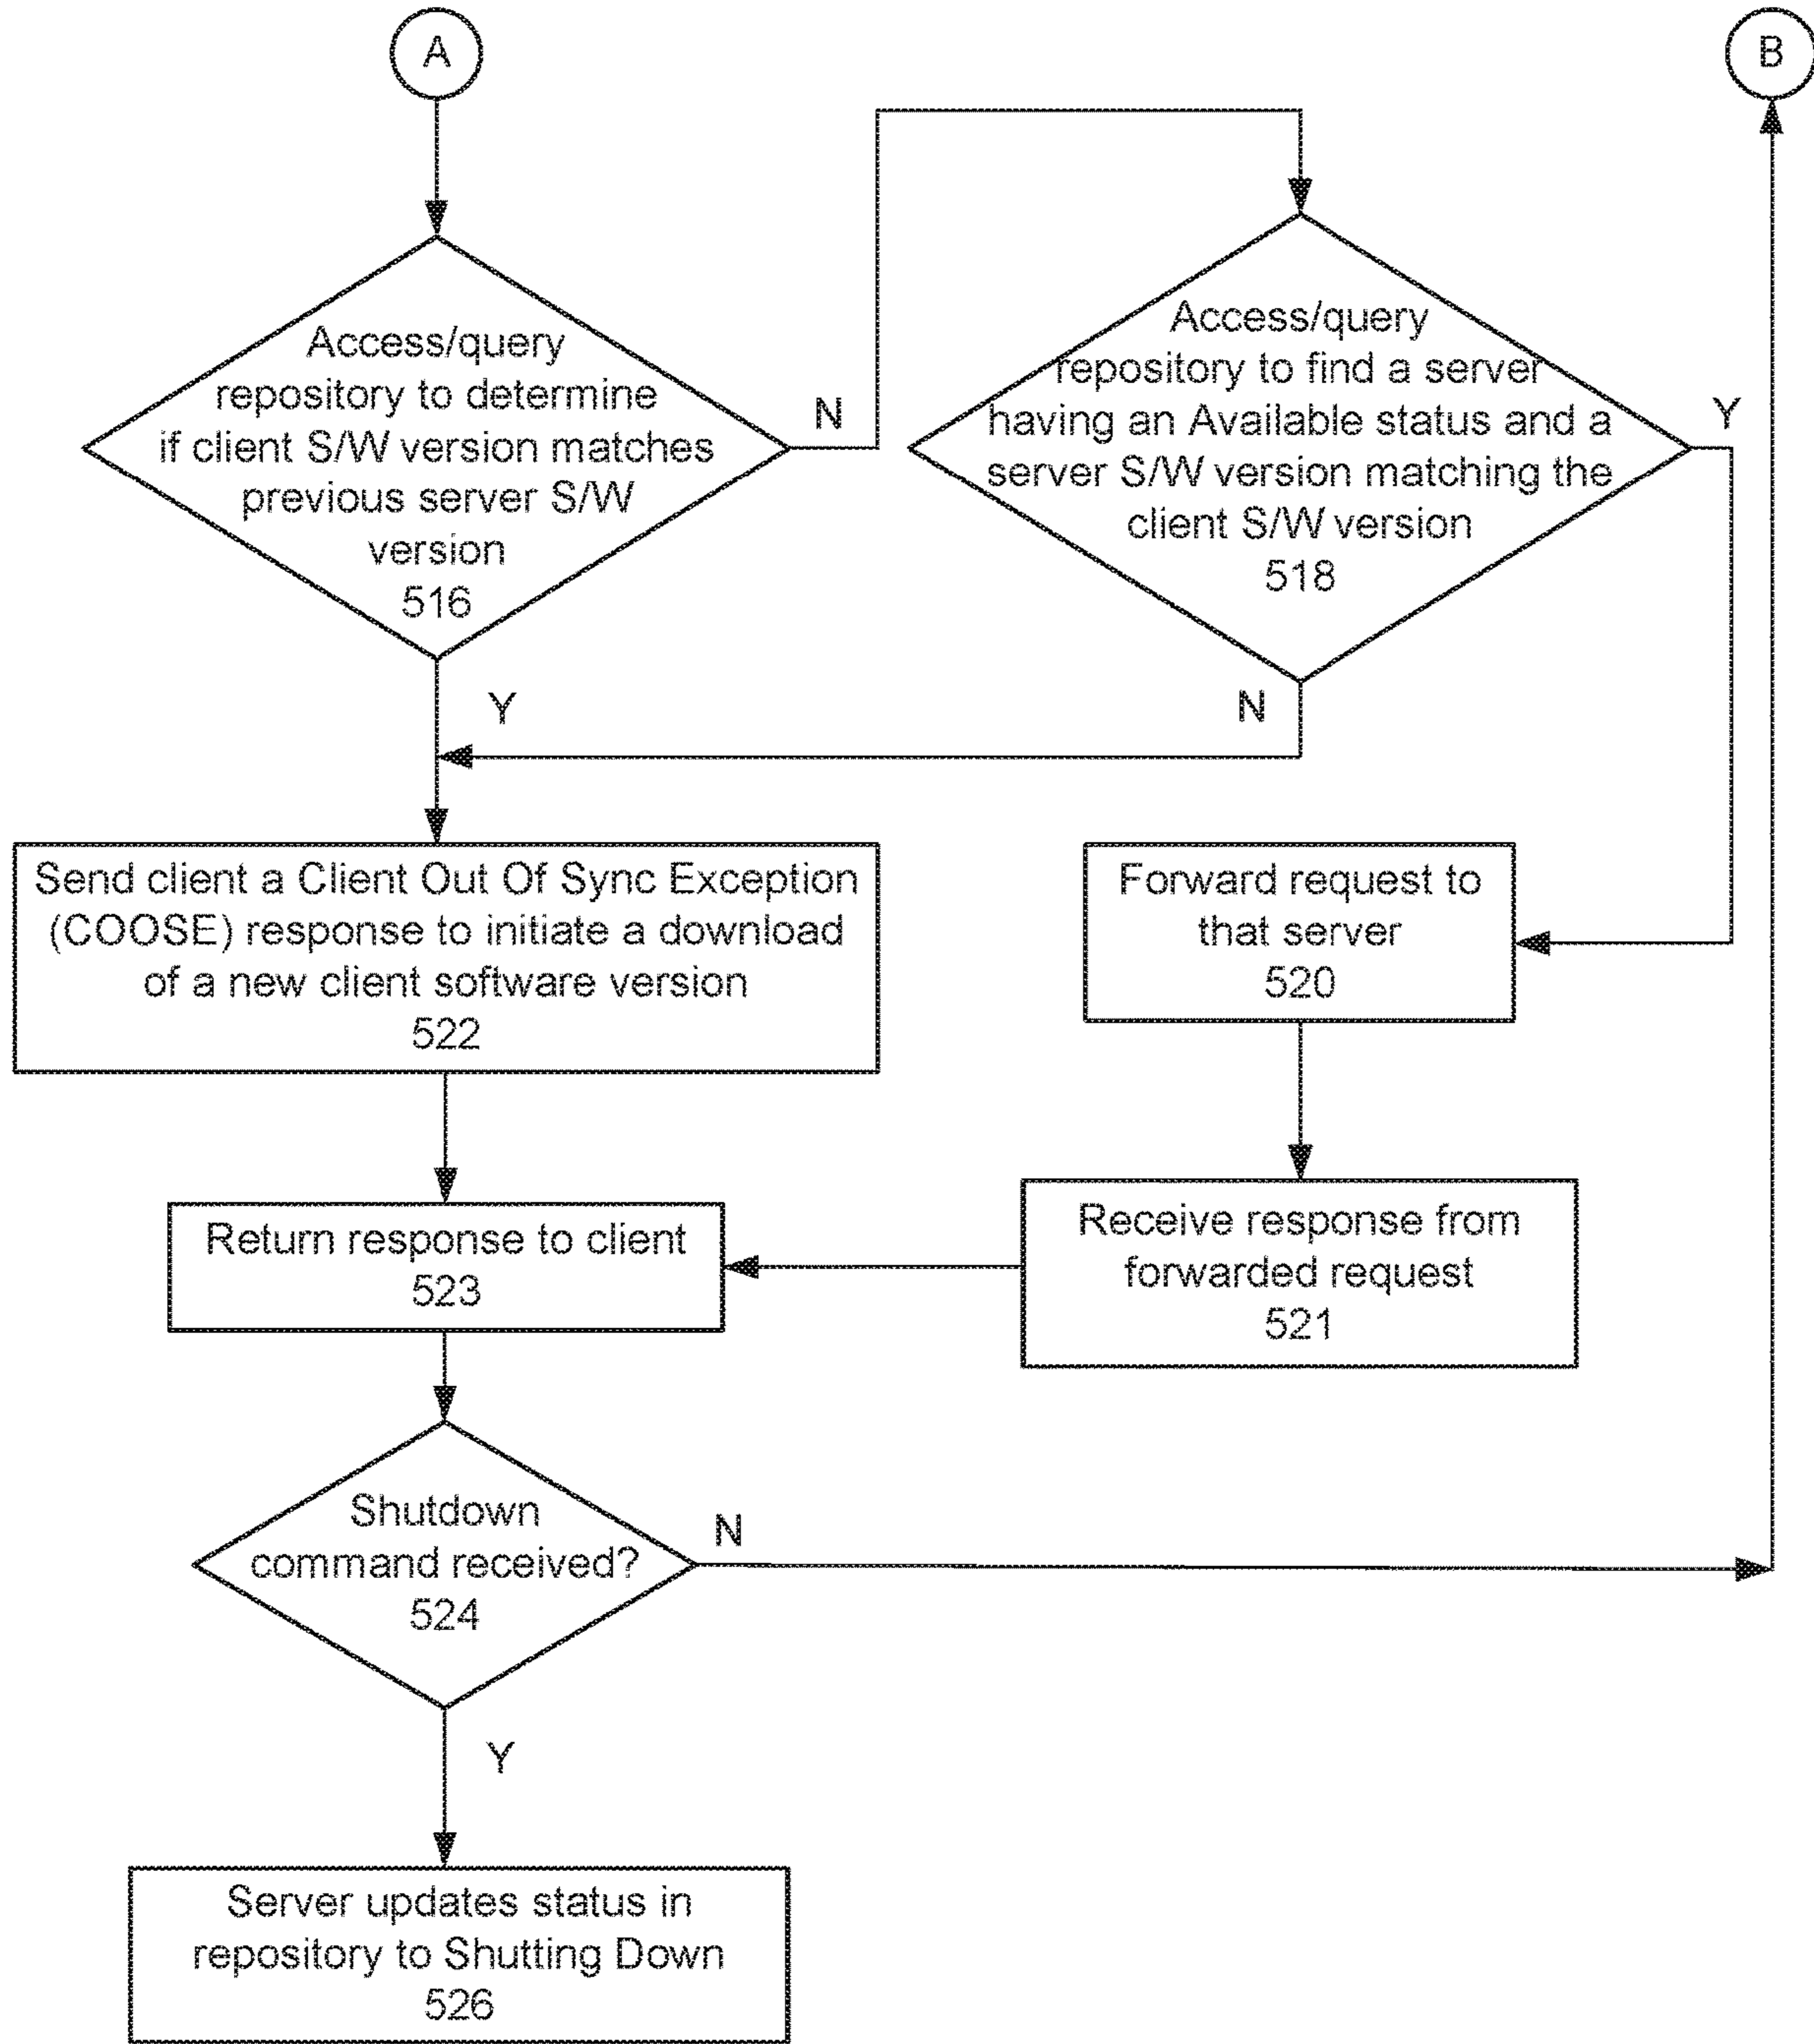 A
B
Access/query
repository to determine
if client S/W version matches
previous server S/W
version
516
N
Access/query
repository to find a server
having an Available status and a
server S/W version matching the
client S/W version
518
Y
Y
N
Send client a Client Out Of Sync Exception
(COOSE) response to initiate a download
of a new client software version
522
Forward request to
that server
520
Return response to client
523
Receive response from
forwarded request
521
Shutdown
command received?
524
N
Y
Server updates status in
repository to Shutting Down
526